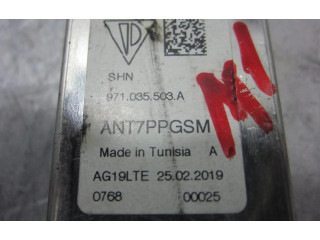 SHN
971.035.503.A
ANT7PPGSM
Made in Tunisia A
AG19LTE 25.02.2019
0768 00025